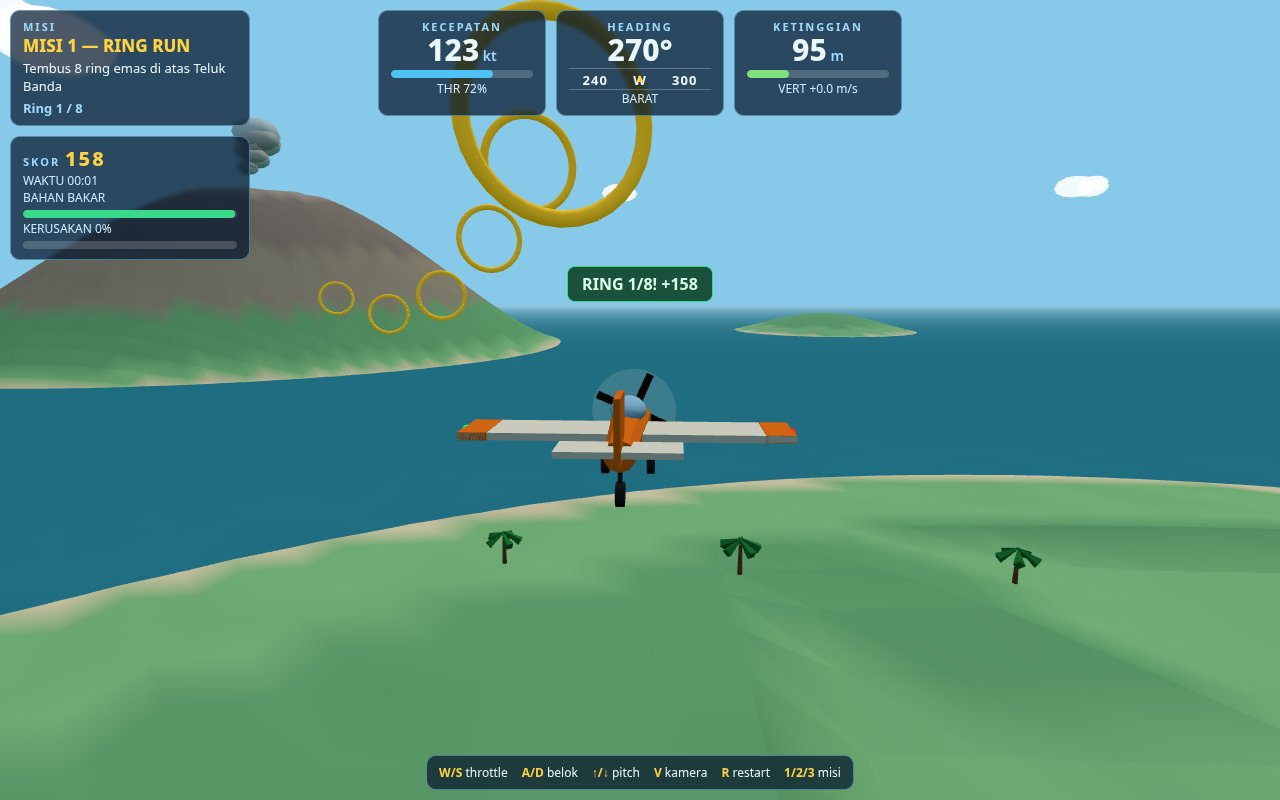 MISI
MISI 1 — RING RUN
Tembus 8 ring emas di atas Teluk
Banda
Ring 1 / 8
SKOR 158
WAKTU 00:01
BAHAN BAKAR
KERUSAKAN 0%
KECEPATAN
123 kt
THR 72%
HEADING
270°
240 W 300
BARAT
KETINGGIAN
95 m
VERT +0.0 m/s
RING 1/8! +158
W/S throttle A/D belok ↑/↓ pitch V kamera R restart 1/2/3 misi